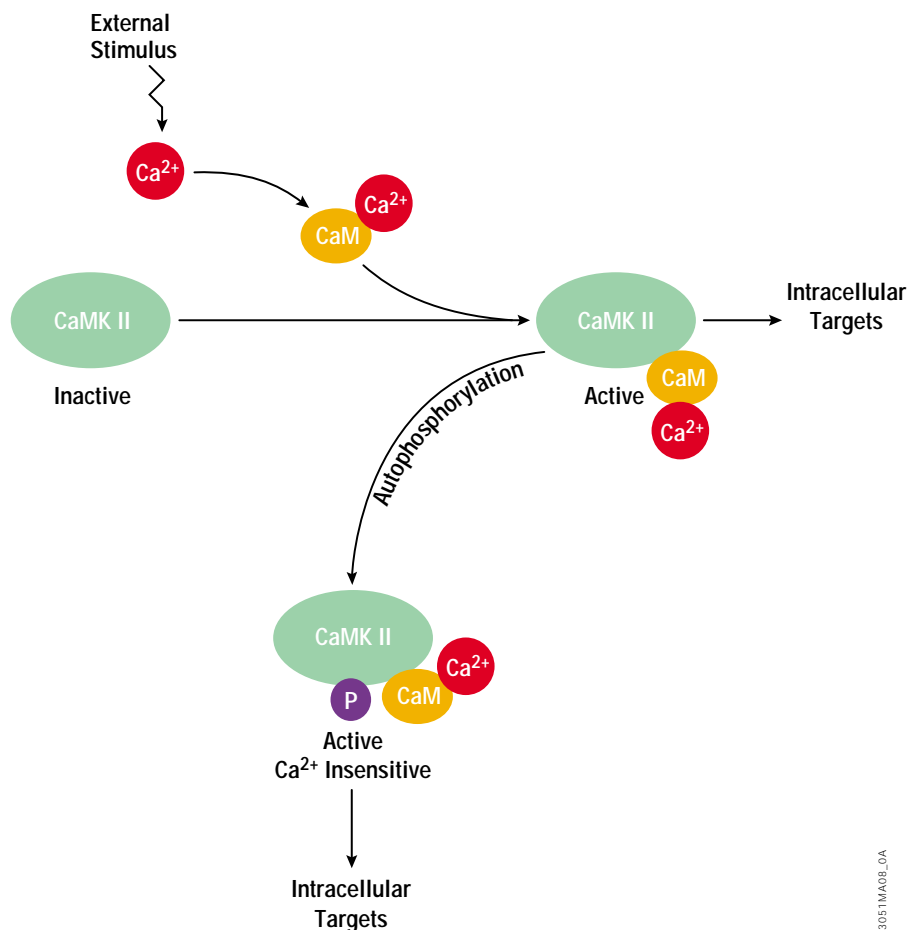 External
Stimulus
Ca²⁺
Ca²⁺
CaM
CaMK II
Inactive
CaMK II
Active
CaM
Ca²⁺
Intracellular
Targets
Autophosphorylation
CaMK II
Ca²⁺
CaM
P
Active
Ca²⁺ Insensitive
Intracellular
Targets
3051MA08_0A